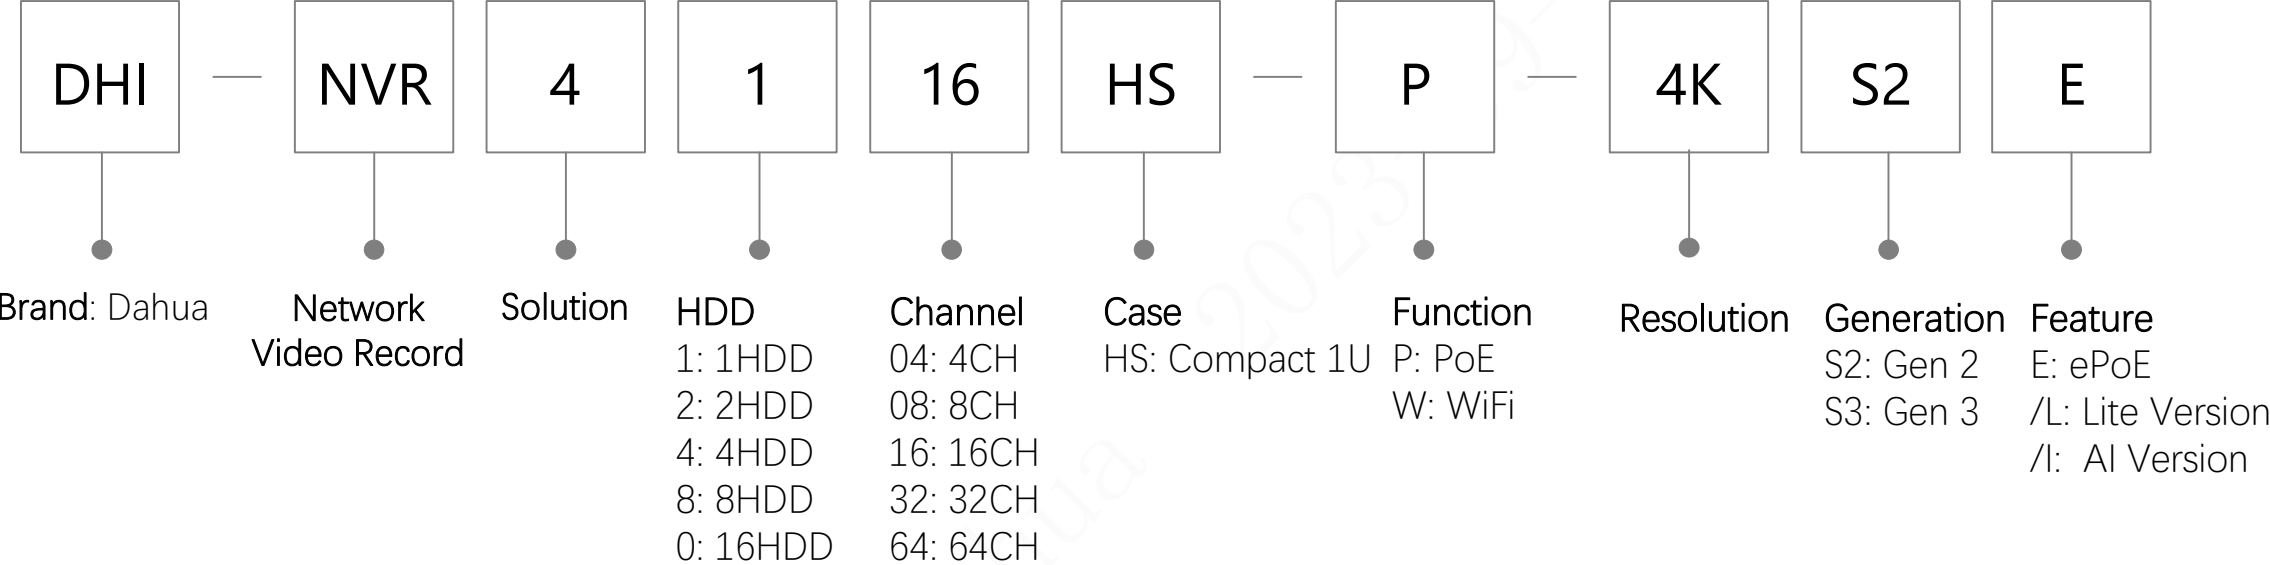 DHI — NVR 4 1 16 HS — P — 4K S2 E
Brand: Dahua
Network
Video Record
Solution
HDD
1: 1HDD
2: 2HDD
4: 4HDD
8: 8HDD
0: 16HDD
Channel
04: 4CH
08: 8CH
16: 16CH
32: 32CH
64: 64CH
Case
HS: Compact 1U
Function
P: PoE
W: WiFi
Resolution
Generation
S2: Gen 2
S3: Gen 3
Feature
E: ePoE
/L: Lite Version
/I: AI Version